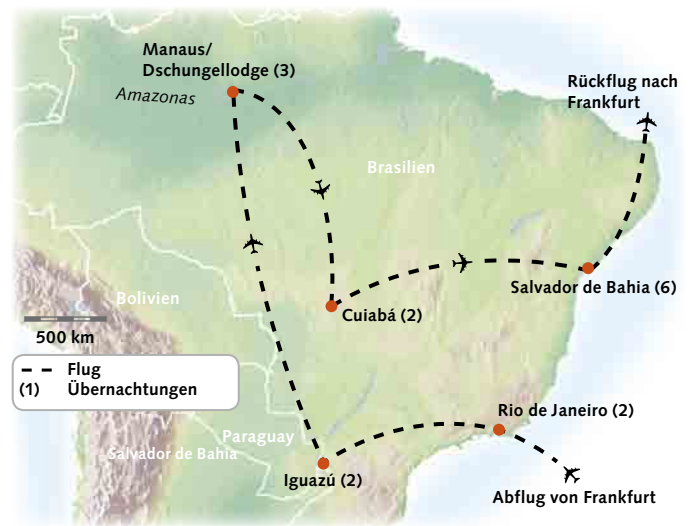 Manaus/
Dschungellodge (3)
Amazonas
Rückflug nach
Frankfurt
Brasilien
Bolivien
Salvador de Bahia (6)
Cuiabá (2)
500 km
Flug
(1) Übernachtungen
Rio de Janeiro (2)
Paraguay
Salvador de Bahia
Iguazú (2)
Abflug von Frankfurt